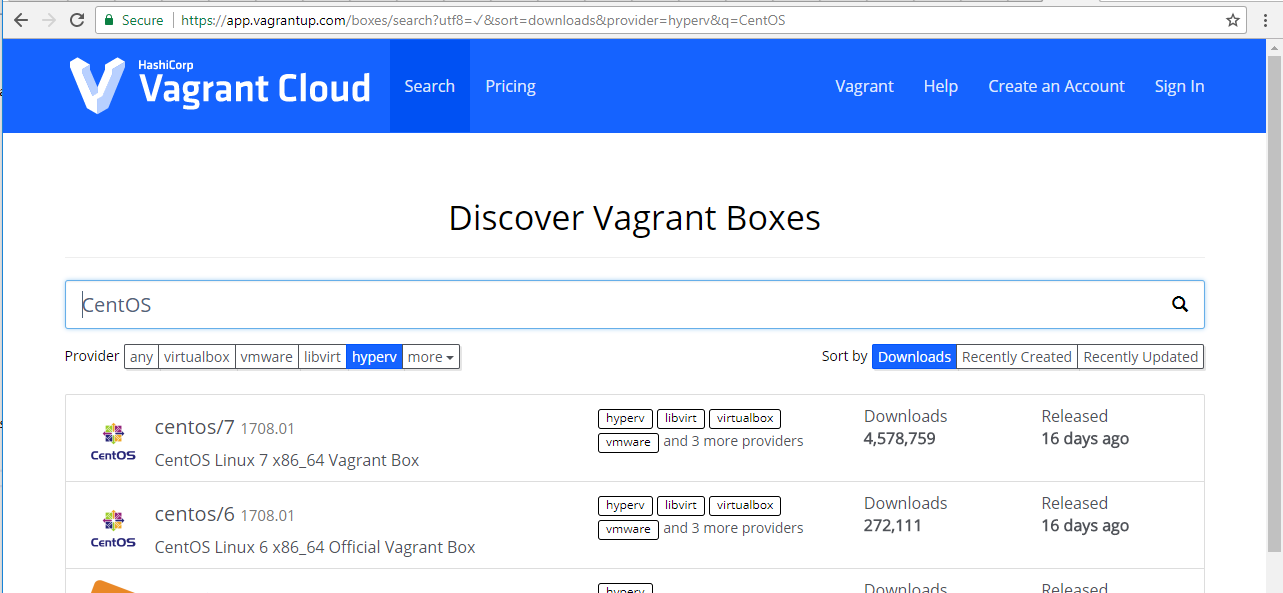 Secure https://app.vagrantup.com/boxes/search?utf8=✓&sort=downloads&provider=hyperv&q=CentOS
HashiCorp
Vagrant Cloud
Search Pricing Vagrant Help Create an Account Sign In
Discover Vagrant Boxes
CentOS
Provider any virtualbox vmware libvirt hyperv more Sort by Downloads Recently Created Recently Updated
centos/7 1708.01 hyperv libvirt virtualbox Downloads Released
CentOS vmware and 3 more providers 4,578,759 16 days ago
CentOS Linux 7 x86_64 Vagrant Box
centos/6 1708.01 hyperv libvirt virtualbox Downloads Released
CentOS vmware and 3 more providers 272,111 16 days ago
CentOS Linux 6 x86_64 Official Vagrant Box
hyperv Downloads Released